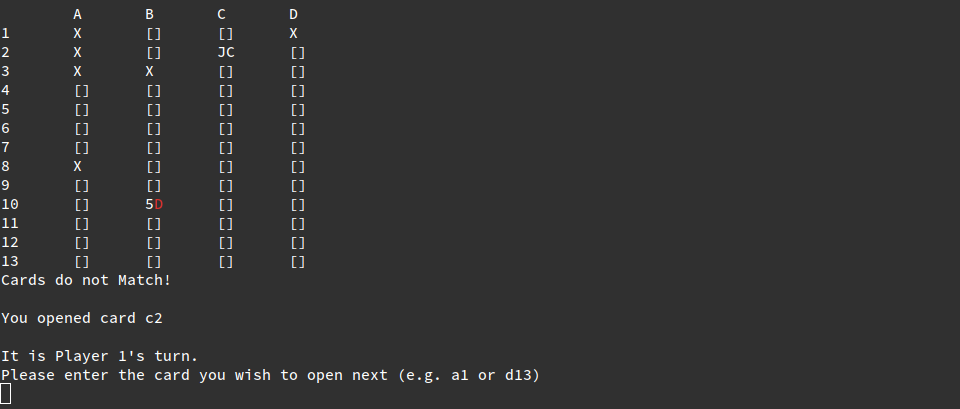 A B C D
1 X [] [] X
2 X [] JC []
3 X X [] []
4 [] [] [] []
5 [] [] [] []
6 [] [] [] []
7 [] [] [] []
8 X [] [] []
9 [] [] [] []
10 [] 5D [] []
11 [] [] [] []
12 [] [] [] []
13 [] [] [] []
Cards do not Match!
You opened card c2
It is Player 1's turn.
Please enter the card you wish to open next (e.g. a1 or d13)